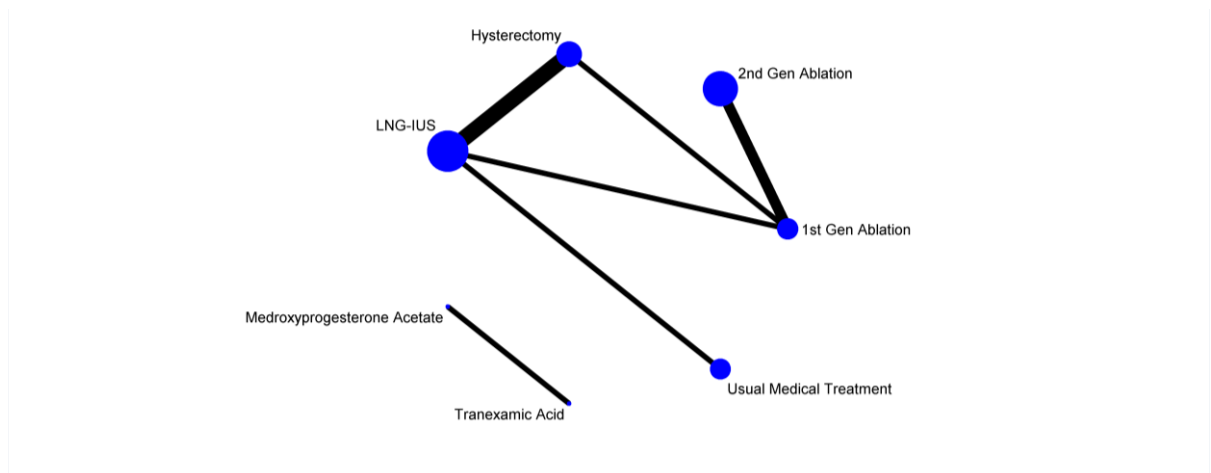 Hysterectomy
2nd Gen Ablation
LNG-IUS
1st Gen Ablation
Medroxyprogesterone Acetate
Usual Medical Treatment
Tranexamic Acid